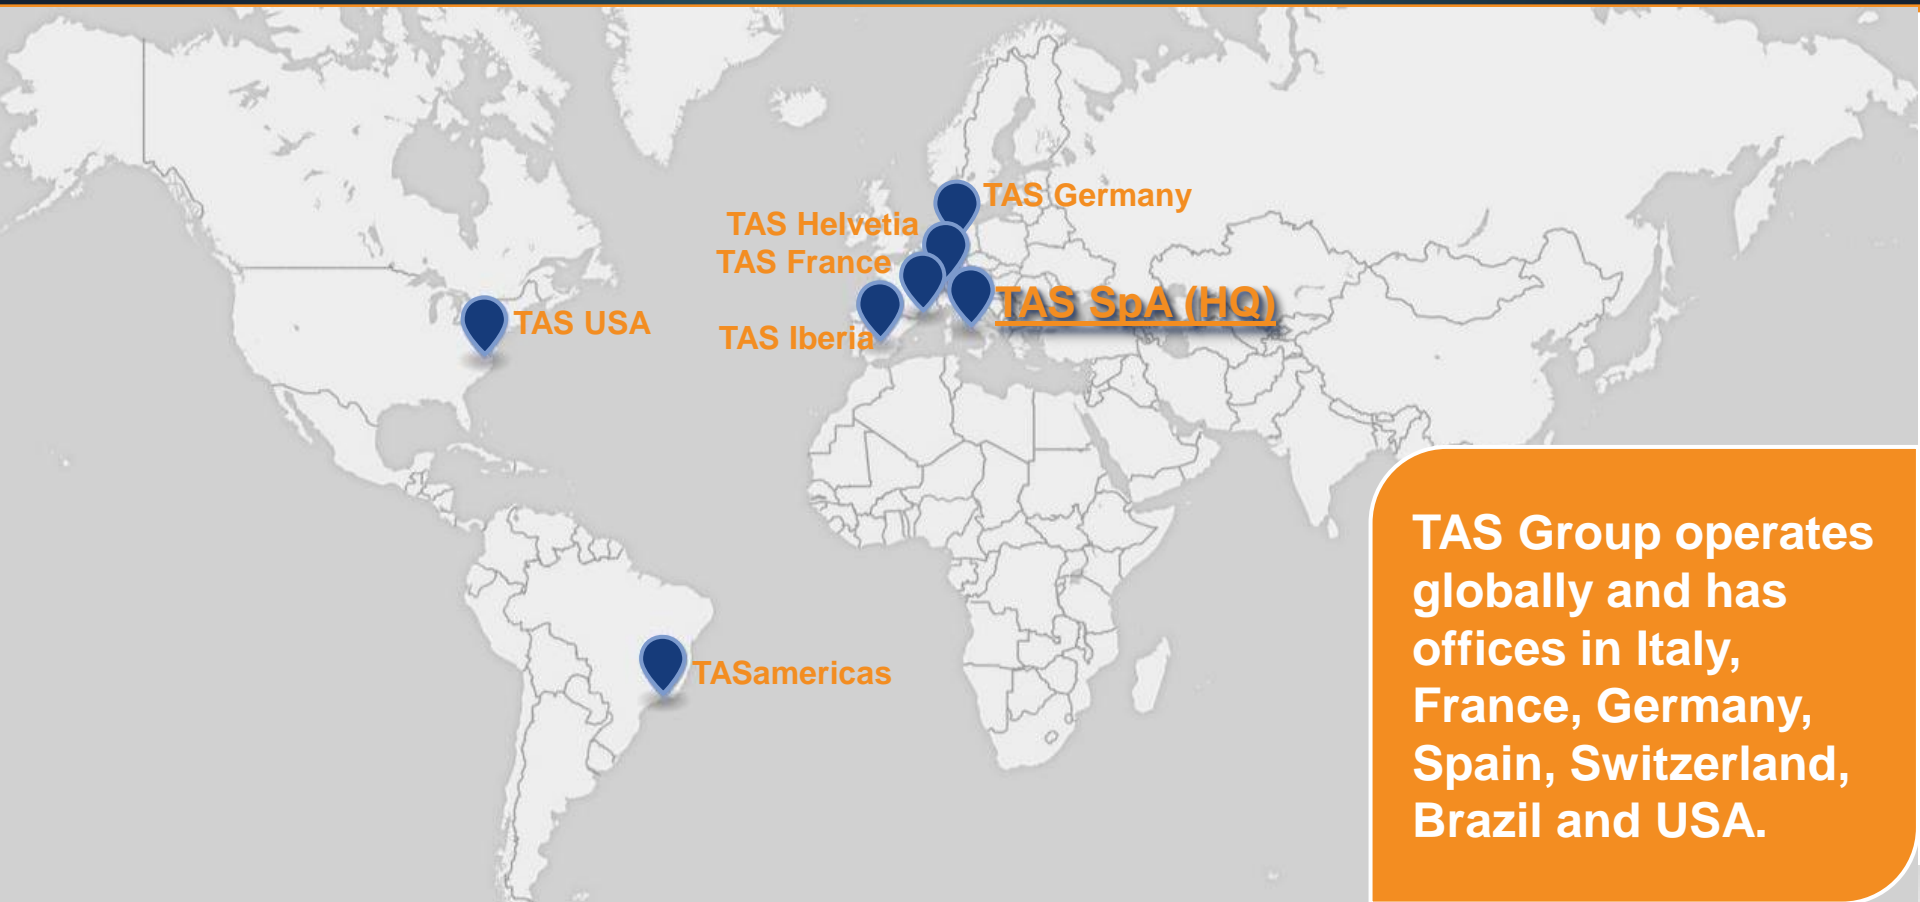 TAS Germany
TAS Helvetia
TAS France
TAS SpA (HQ)
TAS USA
TAS Iberia
TASamericas
TAS Group operates
globally and has
offices in Italy,
France, Germany,
Spain, Switzerland,
Brazil and USA.